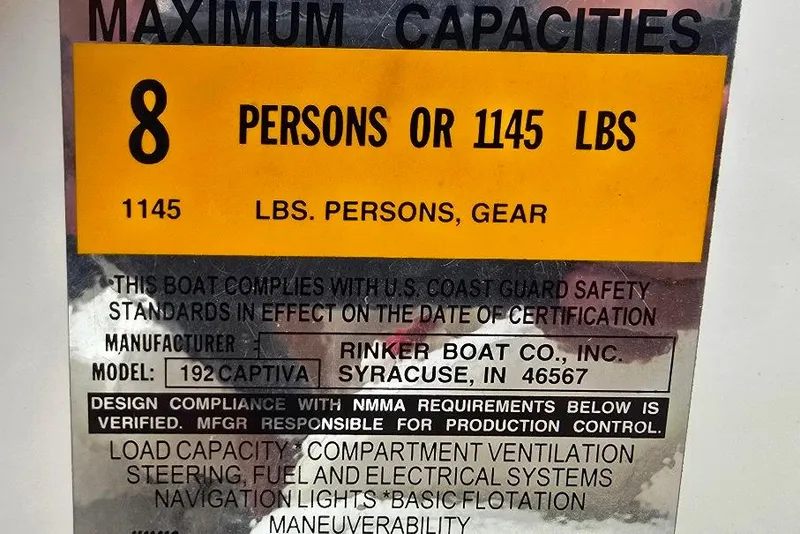 MAXIMUM CAPACITIES
8 PERSONS OR 1145 LBS
1145 LBS. PERSONS, GEAR
THIS BOAT COMPLIES WITH U.S. COAST GUARD SAFETY
STANDARDS IN EFFECT ON THE DATE OF CERTIFICATION
MANUFACTURER : RINKER BOAT CO., INC.
MODEL: 192 CAPTIVA SYRACUSE, IN 46567
DESIGN COMPLIANCE WITH NMMA REQUIREMENTS BELOW IS
VERIFIED. MFGR RESPONSIBLE FOR PRODUCTION CONTROL.
LOAD CAPACITY * COMPARTMENT VENTILATION
STEERING, FUEL AND ELECTRICAL SYSTEMS
NAVIGATION LIGHTS *BASIC FLOTATION
MANEUVERABILITY